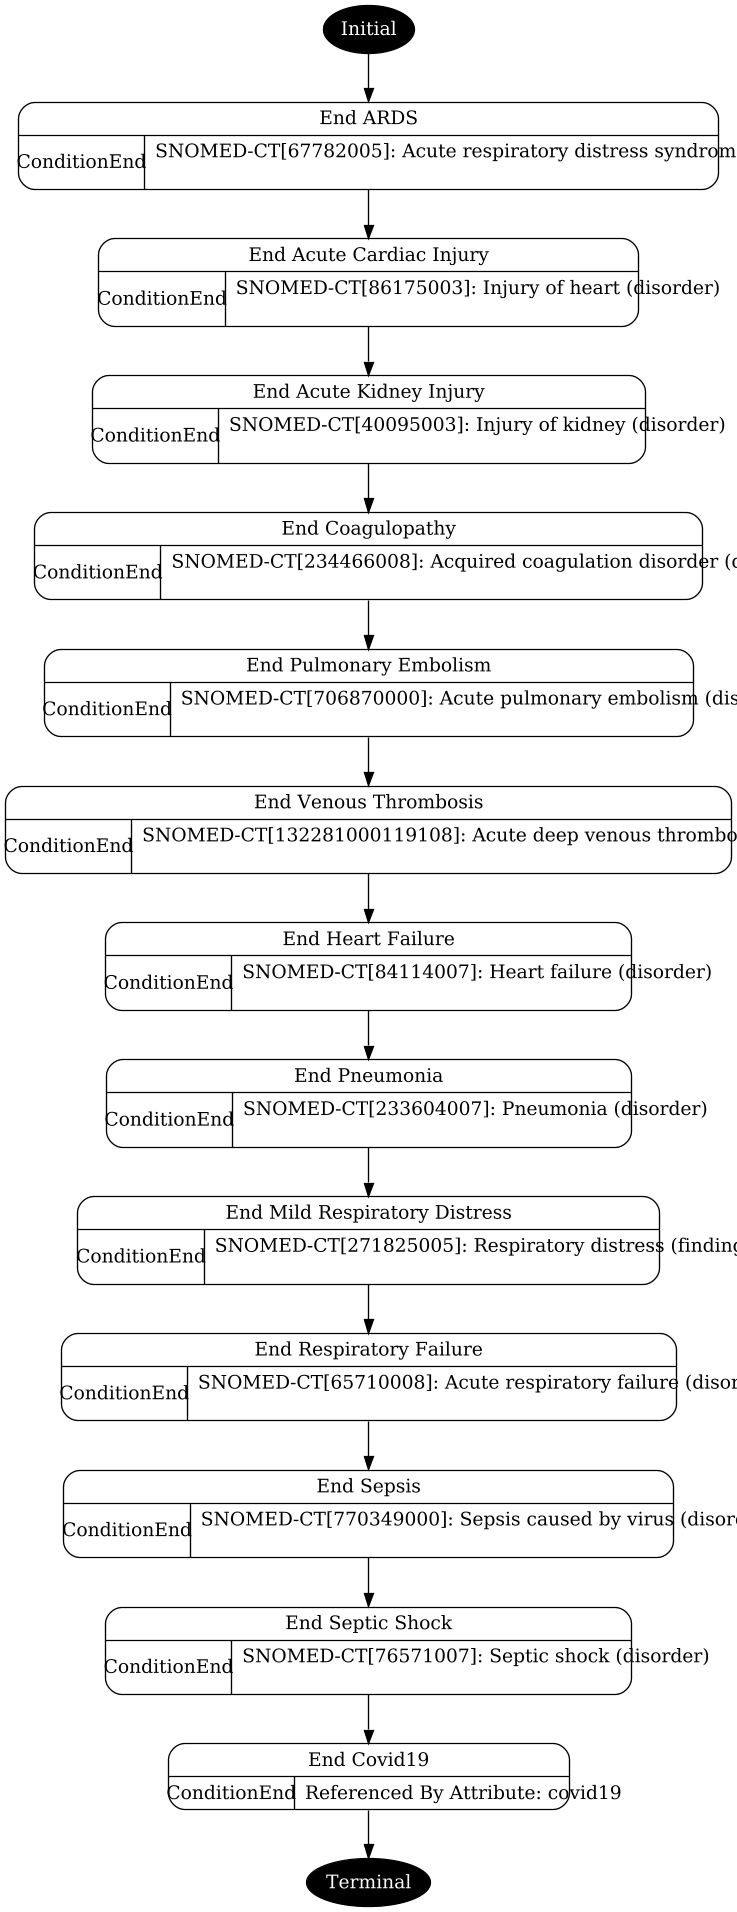 Initial
End ARDS
ConditionEnd
SNOMED-CT[67782005]: Acute respiratory distress syndrom
End Acute Cardiac Injury
ConditionEnd
SNOMED-CT[86175003]: Injury of heart (disorder)
End Acute Kidney Injury
ConditionEnd
SNOMED-CT[40095003]: Injury of kidney (disorder)
End Coagulopathy
ConditionEnd
SNOMED-CT[234466008]: Acquired coagulation disorder (d
End Pulmonary Embolism
ConditionEnd
SNOMED-CT[706870000]: Acute pulmonary embolism (dis
End Venous Thrombosis
ConditionEnd
SNOMED-CT[132281000119108]: Acute deep venous thrombo
End Heart Failure
ConditionEnd
SNOMED-CT[84114007]: Heart failure (disorder)
End Pneumonia
ConditionEnd
SNOMED-CT[233604007]: Pneumonia (disorder)
End Mild Respiratory Distress
ConditionEnd
SNOMED-CT[271825005]: Respiratory distress (finding
End Respiratory Failure
ConditionEnd
SNOMED-CT[65710008]: Acute respiratory failure (disor
End Sepsis
ConditionEnd
SNOMED-CT[770349000]: Sepsis caused by virus (disord
End Septic Shock
ConditionEnd
SNOMED-CT[76571007]: Septic shock (disorder)
End Covid19
ConditionEnd
Referenced By Attribute: covid19
Terminal